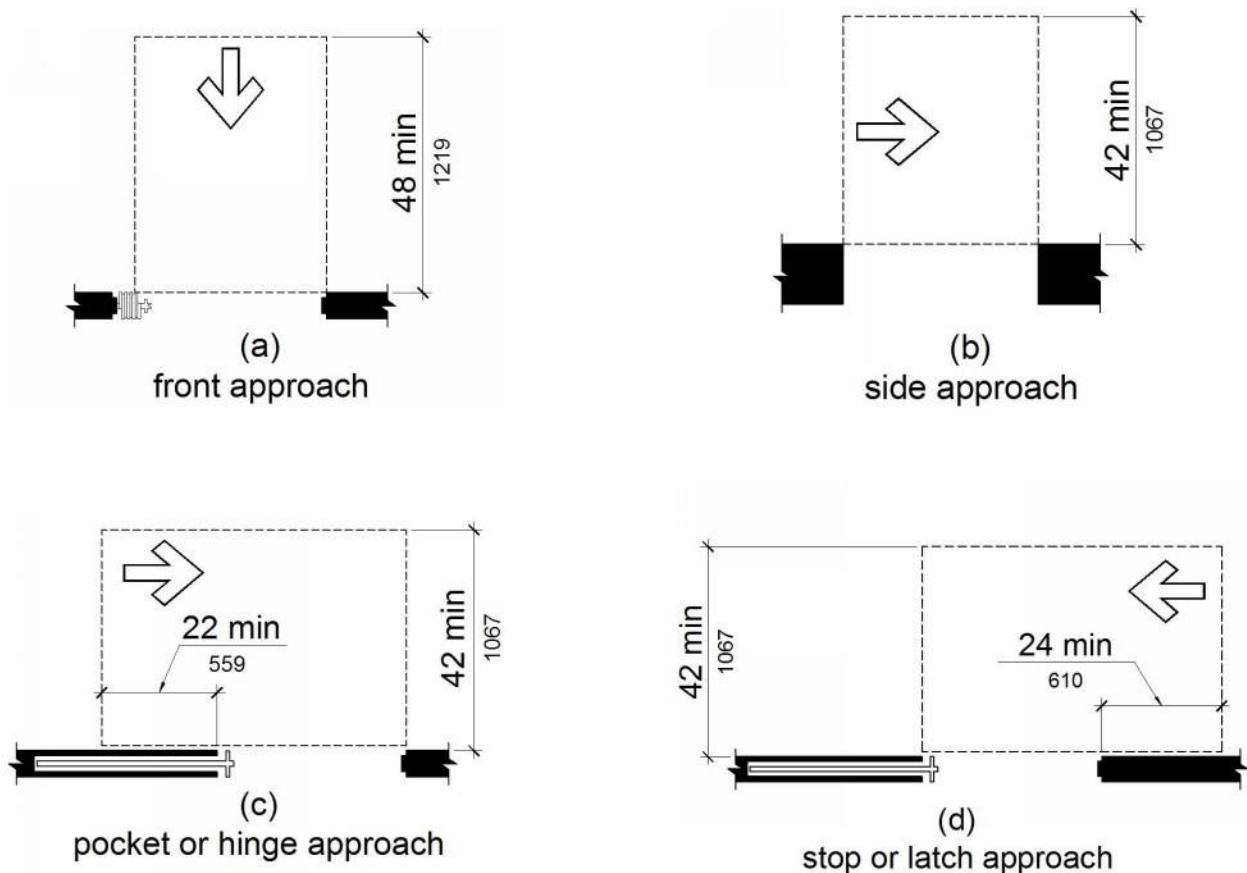 48 min
1219
(a)
front approach
42 min
1067
(b)
side approach
22 min
559
42 min
1067
(c)
pocket or hinge approach
42 min
1067
24 min
610
(d)
stop or latch approach